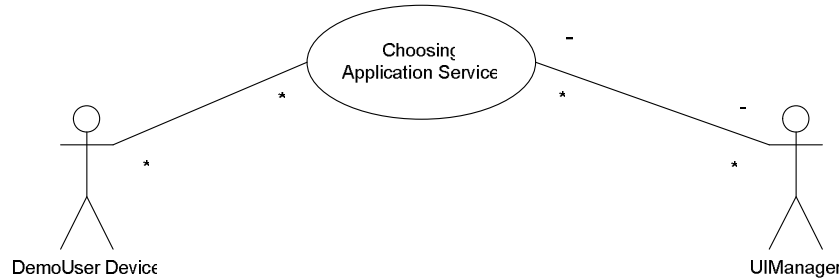 Choosing
Application Service
-
*
*
-
*
*
DemoUser Device
UIManager